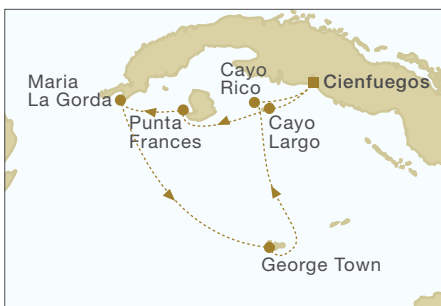 Maria
La Gorda
Cayo
Rico
Cienfuegos
Punta
Frances
Cayo
Largo
George Town